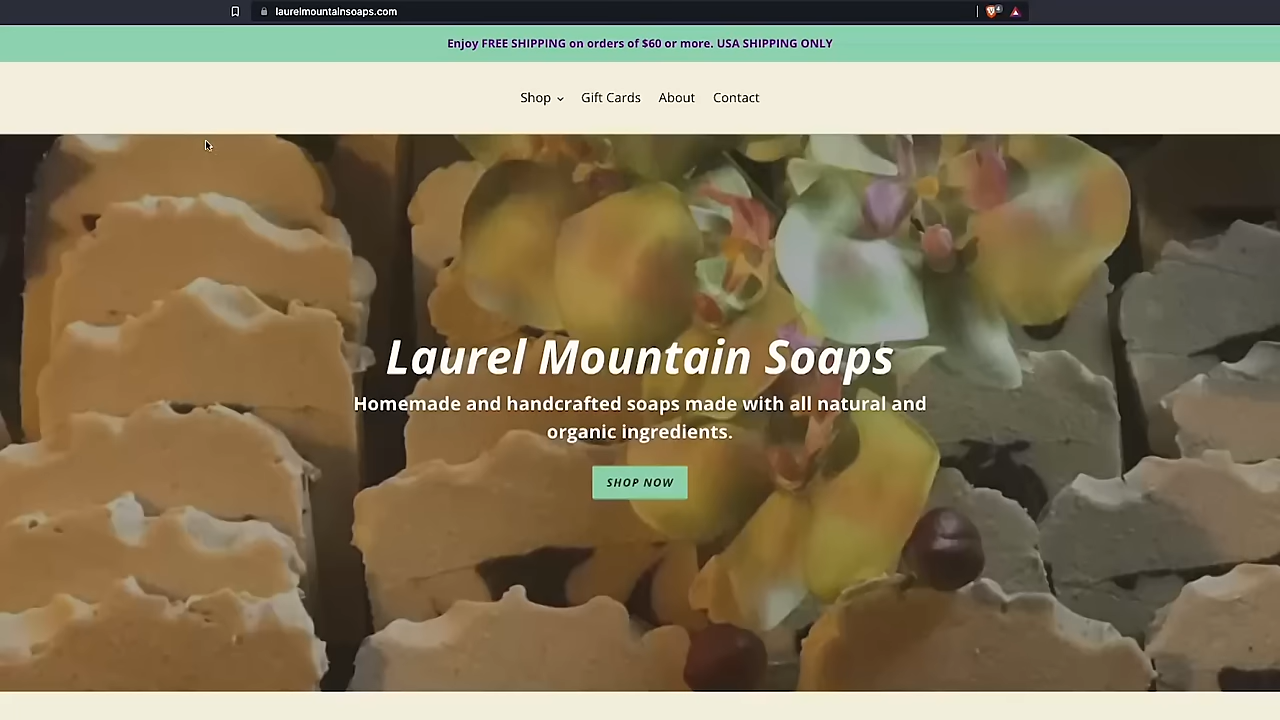 laurelmountainsoaps.com
4
Enjoy FREE SHIPPING on orders of $60 or more. USA SHIPPING ONLY
Shop Gift Cards About Contact
Laurel Mountain Soaps
Homemade and handcrafted soaps made with all natural and
organic ingredients.
SHOP NOW